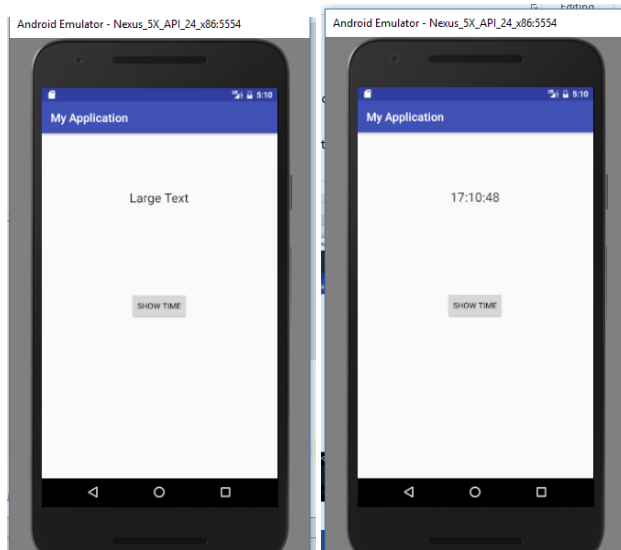 Editing
Android Emulator - Nexus_5X_API_24_x86:5554
5:10
My Application
Large Text
SHOW TIME
Android Emulator - Nexus_5X_API_24_x86:5554
5:10
My Application
17:10:48
SHOW TIME